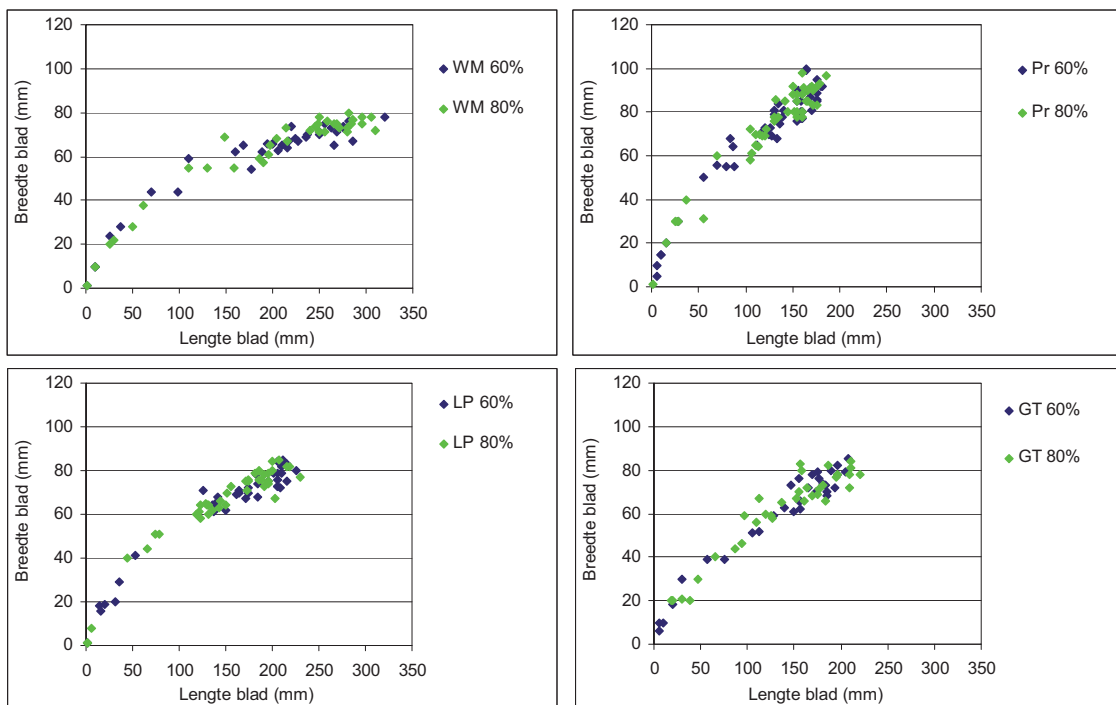 120
100
80
60
40
20
0
Breedte blad (mm)
0 50 100 150 200 250 300 350
Lengte blad (mm)
WM 60%
WM 80%
120
100
80
60
40
20
0
Breedte blad (mm)
0 50 100 150 200 250 300 350
Lengte blad (mm)
Pr 60%
Pr 80%
120
100
80
60
40
20
0
Breedte blad (mm)
0 50 100 150 200 250 300 350
Lengte blad (mm)
LP 60%
LP 80%
120
100
80
60
40
20
0
Breedte blad (mm)
0 50 100 150 200 250 300 350
Lengte blad (mm)
GT 60%
GT 80%